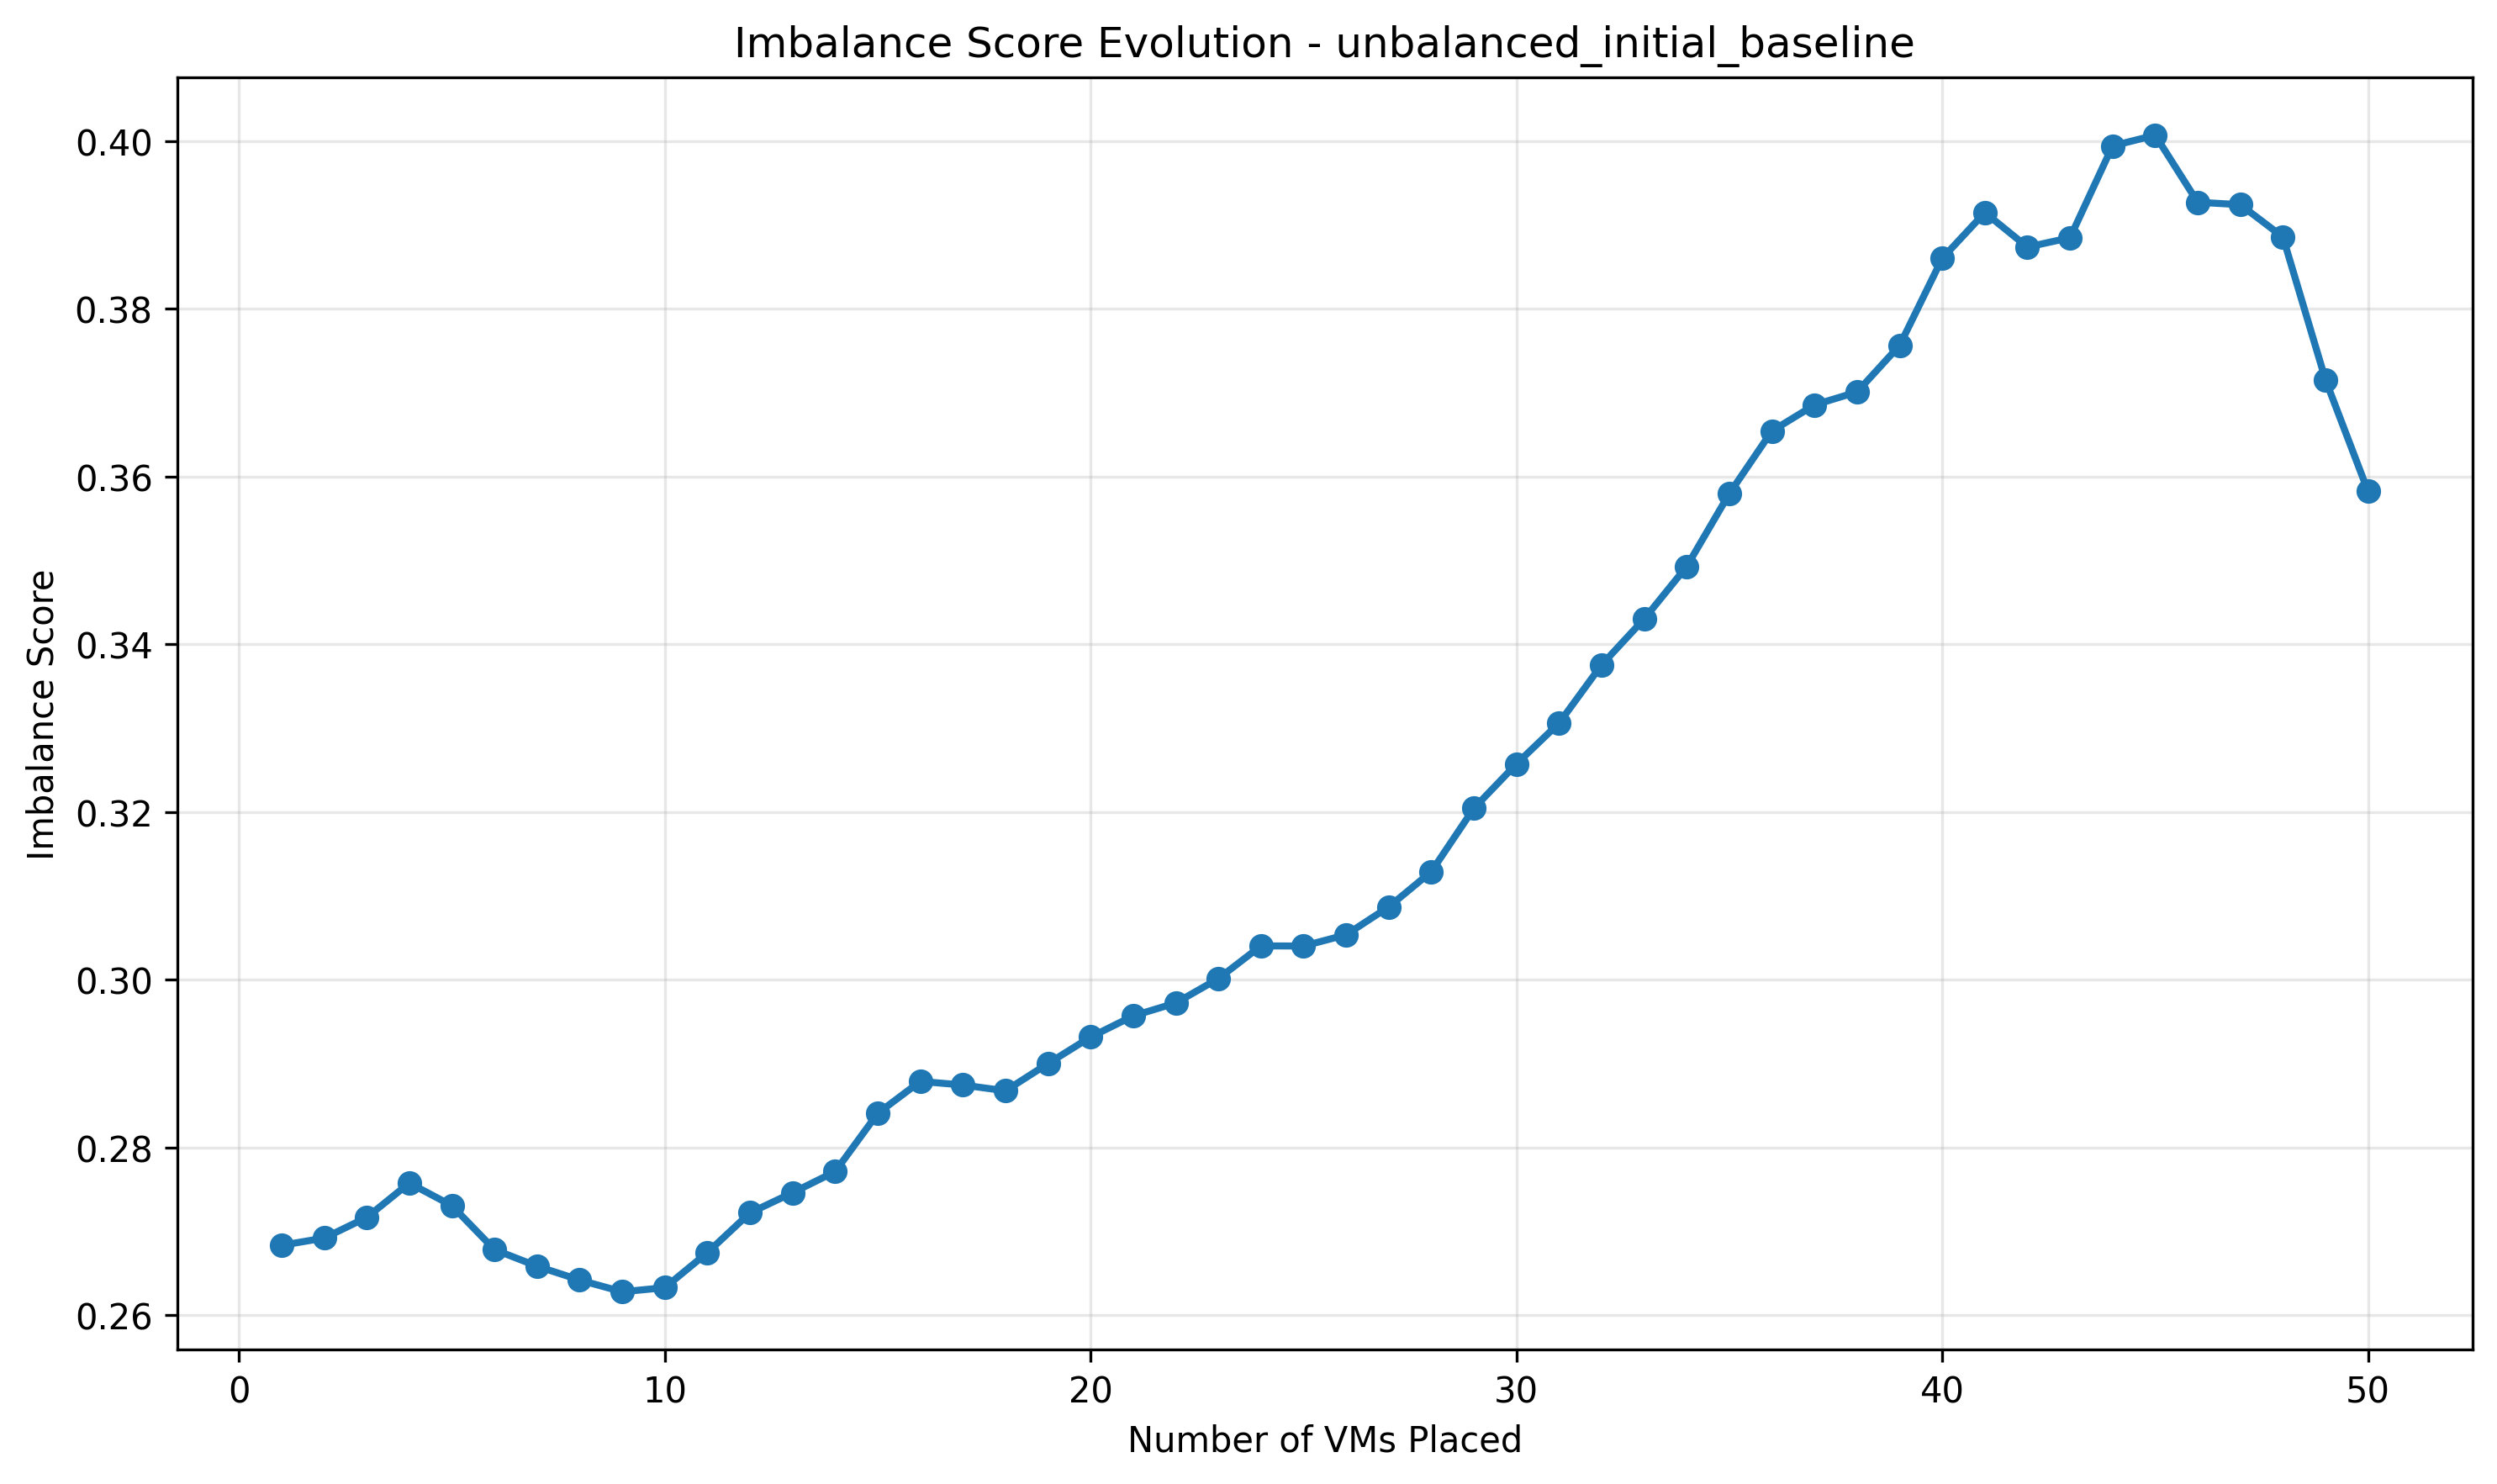 Imbalance Score Evolution - unbalanced_initial_baseline
Imbalance Score
0.40
0.38
0.36
0.34
0.32
0.30
0.28
0.26
0 10 20 30 40 50
Number of VMs Placed